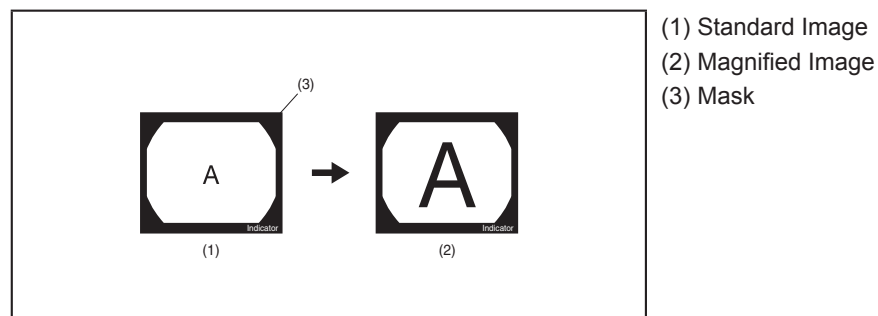 (3)
A
A
Indicator
Indicator
(1)
(2)
(1) Standard Image
(2) Magnified Image
(3) Mask